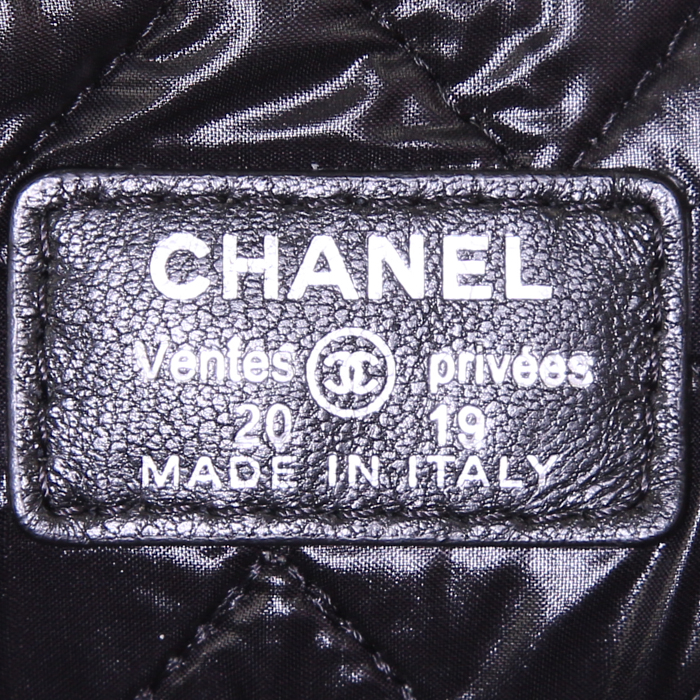 CHANEL
Ventes privées
20 19
MADE IN ITALY